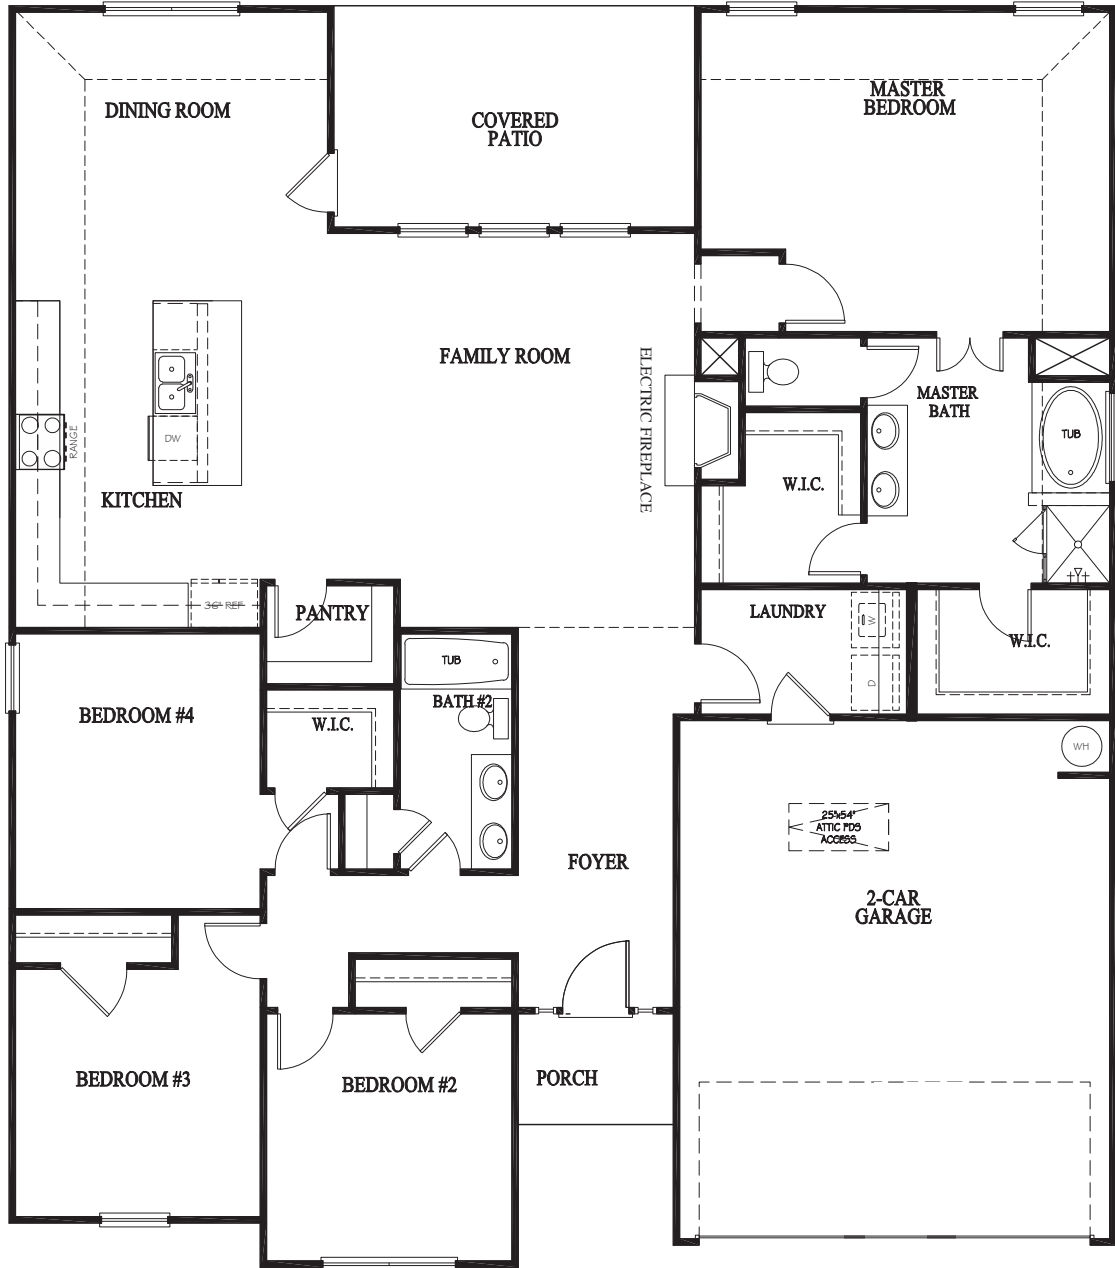 DINING ROOM
COVERED
PATIO
MASTER
BEDROOM
FAMILY ROOM
ELECTRIC FIREPLACE
MASTER
BATH
TUB
RANGE
DW
KITCHEN
W.I.C.
36" REF
PANTRY
LAUNDRY
W
D
W.I.C.
TUB
BATH #2
BEDROOM #4
W.I.C.
WH
25"x54"
ATTIC PDS
ACCESS
FOYER
2-CAR
GARAGE
BEDROOM #3
BEDROOM #2
PORCH